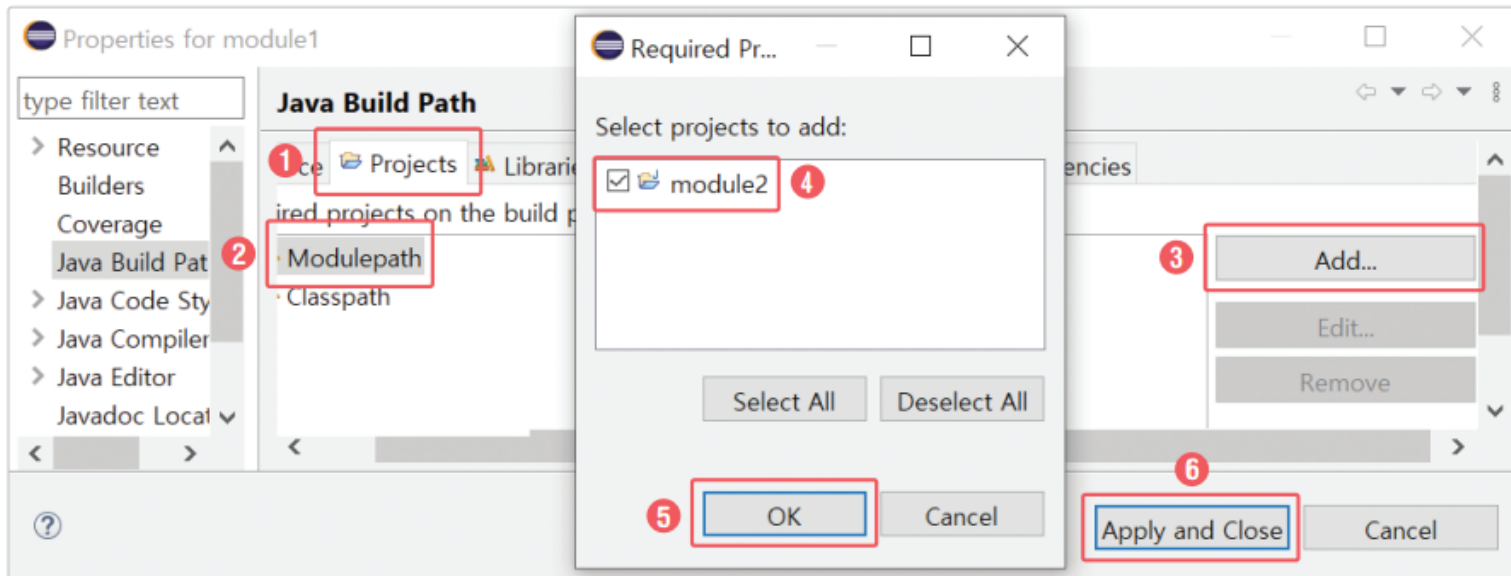 Properties for module1
type filter text
Resource
Builders
Coverage
Java Build Pat
Java Code Sty
Java Compiler
Java Editor
Javadoc Locat
Java Build Path
1
ce Projects Librarie
encies
ired projects on the build p
2
Modulepath
Classpath
3
Add...
Edit...
Remove
Required Pr...
Select projects to add:
module2
4
Select All Deselect All
5
OK Cancel
6
Apply and Close Cancel